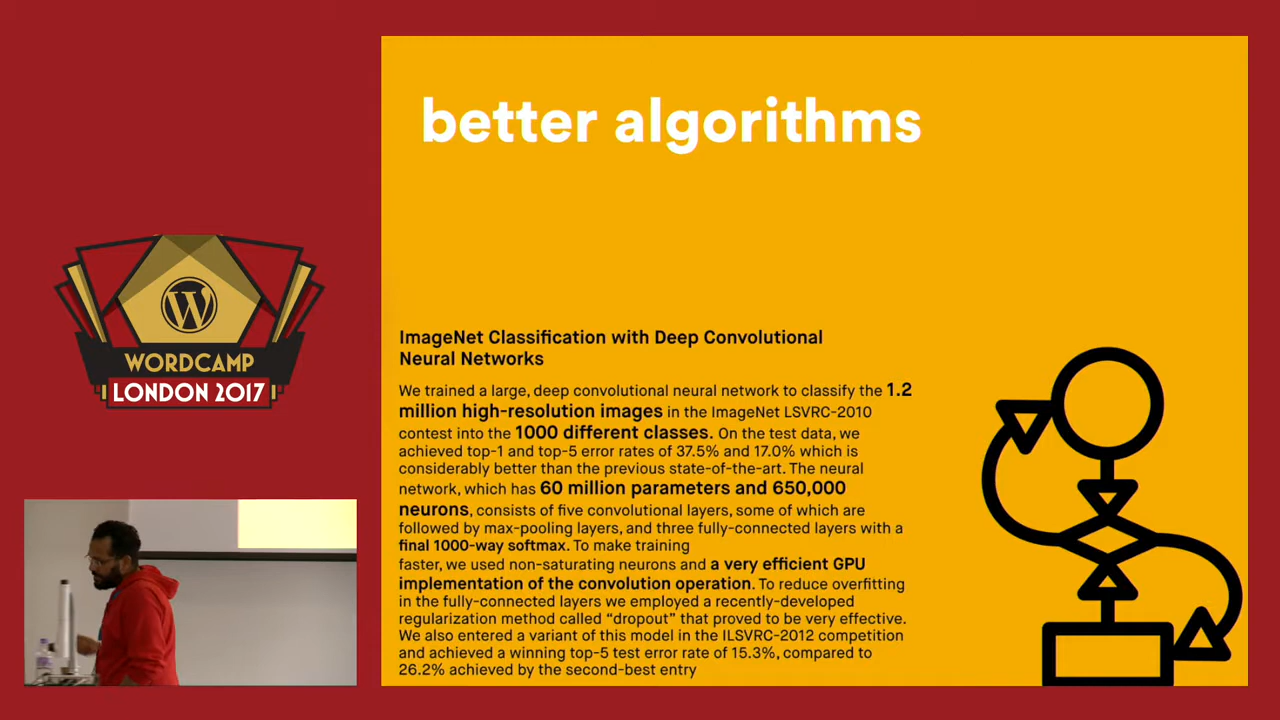 better algorithms
ImageNet Classification with Deep Convolutional
Neural Networks
We trained a large, deep convolutional neural network to classify the 1.2
million high-resolution images in the ImageNet LSVRC-2010
contest into the 1000 different classes. On the test data, we
achieved top-1 and top-5 error rates of 37.5% and 17.0% which is
considerably better than the previous state-of-the-art. The neural
network, which has 60 million parameters and 650,000
neurons, consists of five convolutional layers, some of which are
followed by max-pooling layers, and three fully-connected layers with a
final 1000-way softmax. To make training
faster, we used non-saturating neurons and a very efficient GPU
implementation of the convolution operation. To reduce overfitting
in the fully-connected layers we employed a recently-developed
regularization method called “dropout” that proved to be very effective.
We also entered a variant of this model in the ILSVRC-2012 competition
and achieved a winning top-5 test error rate of 15.3%, compared to
26.2% achieved by the second-best entry
W
WORDCAMP
LONDON 2017